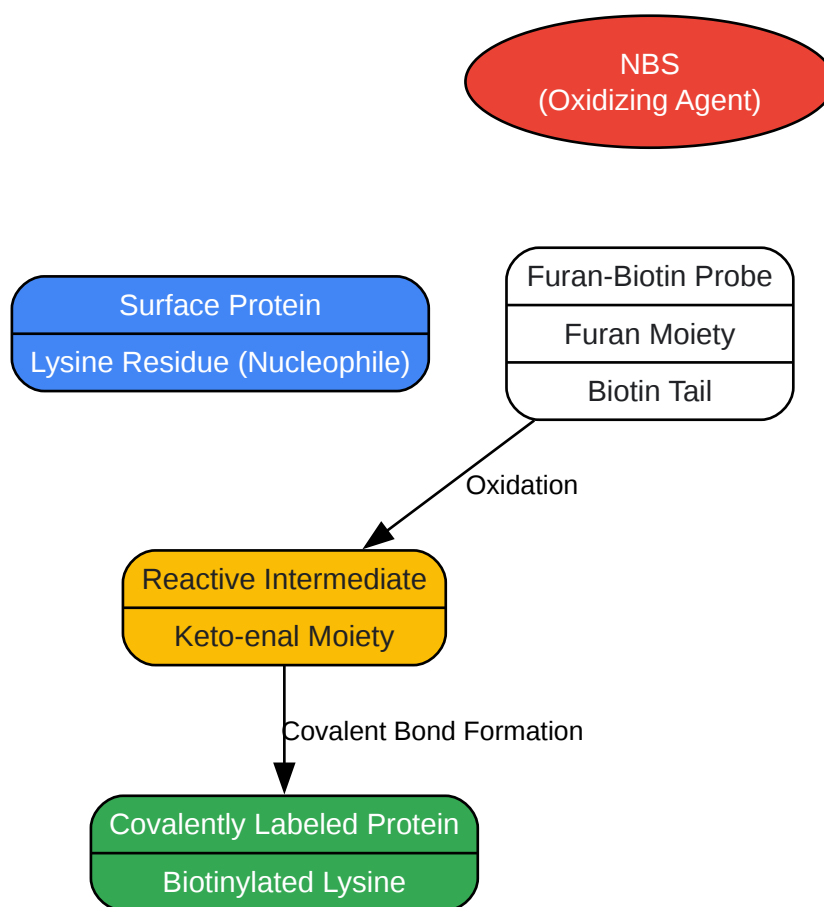 NBS
(Oxidizing Agent)
Surface Protein
Lysine Residue (Nucleophile)
Furan-Biotin Probe
Furan Moiety
Biotin Tail
Oxidation
Reactive Intermediate
Keto-enal Moiety
Covalent Bond Formation
Covalently Labeled Protein
Biotinylated Lysine